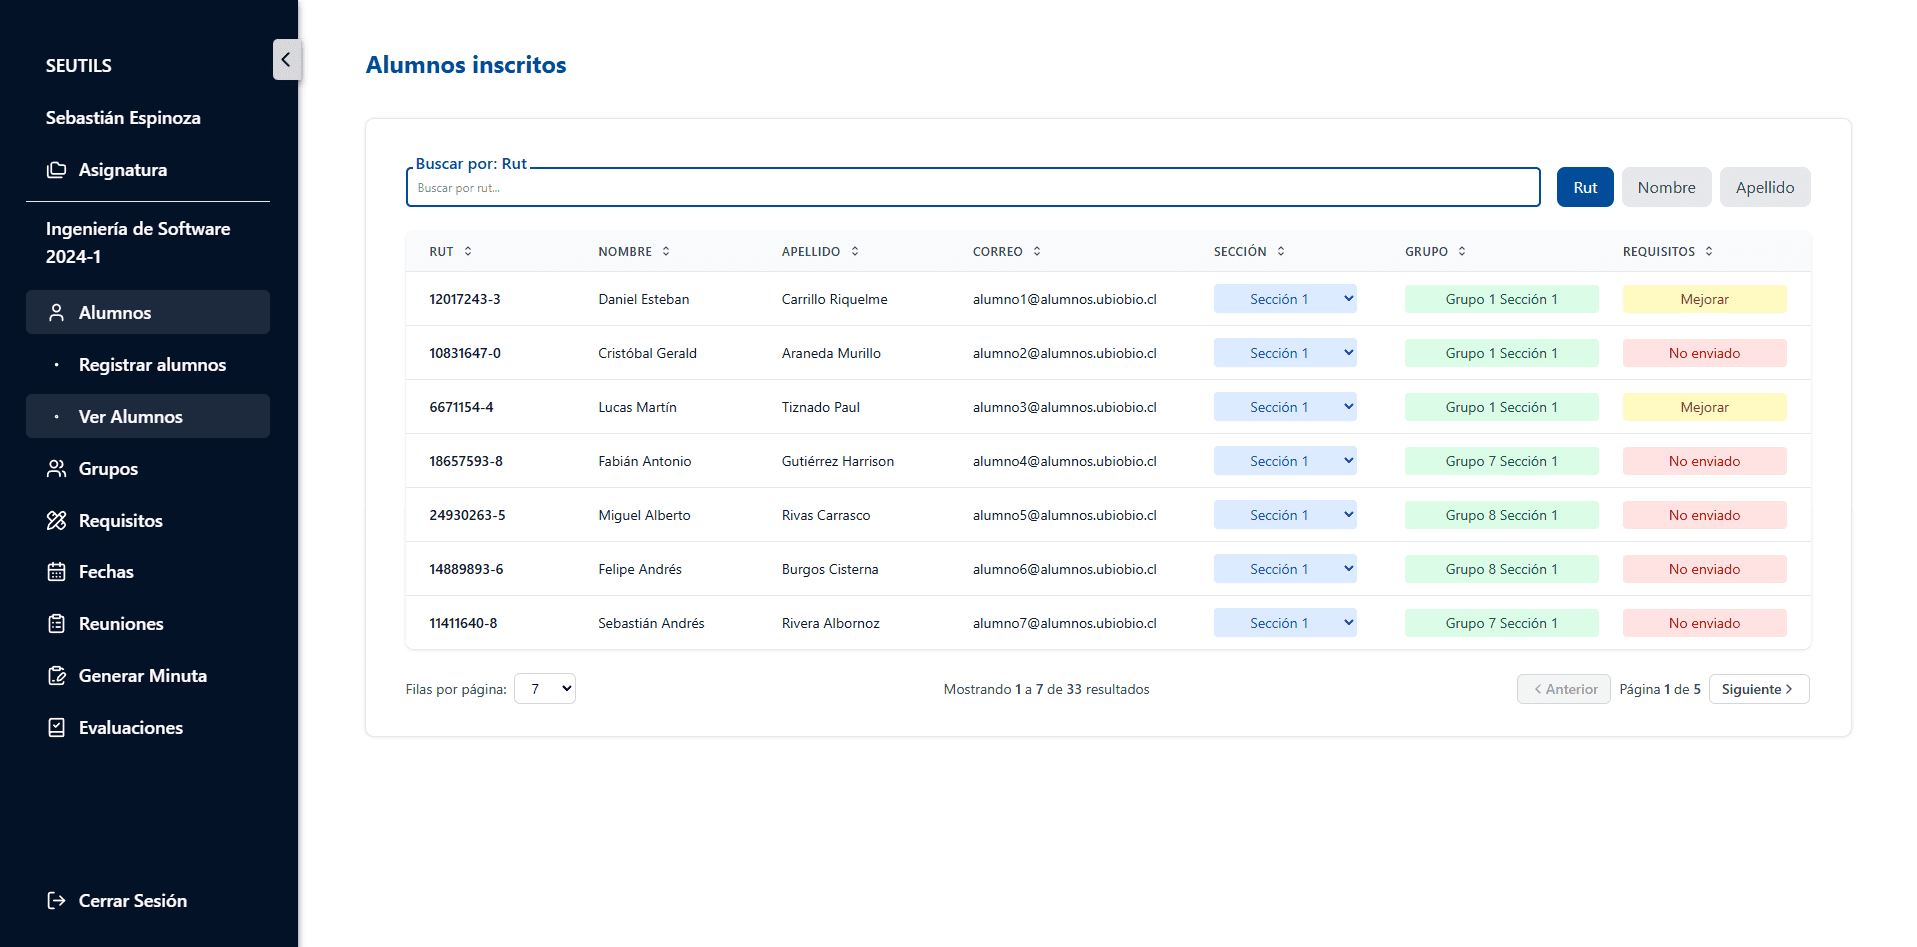 SEUTILS
Sebastián Espinoza
Asignatura
Ingeniería de Software
2024-1
Alumnos
Registrar alumnos
Ver Alumnos
Grupos
Requisitos
Fechas
Reuniones
Generar Minuta
Evaluaciones
Cerrar Sesión
Alumnos inscritos
Buscar por: Rut
Buscar por rut...
Rut Nombre Apellido
RUT NOMBRE APELLIDO CORREO SECCIÓN GRUPO REQUISITOS
12017243-3 Daniel Esteban Carrillo Riquelme alumno1@alumnos.ubiobio.cl Sección 1 Grupo 1 Sección 1 Mejorar
10831647-0 Cristóbal Gerald Araneda Murillo alumno2@alumnos.ubiobio.cl Sección 1 Grupo 1 Sección 1 No enviado
6671154-4 Lucas Martín Tiznado Paul alumno3@alumnos.ubiobio.cl Sección 1 Grupo 1 Sección 1 Mejorar
18657593-8 Fabián Antonio Gutiérrez Harrison alumno4@alumnos.ubiobio.cl Sección 1 Grupo 7 Sección 1 No enviado
24930263-5 Miguel Alberto Rivas Carrasco alumno5@alumnos.ubiobio.cl Sección 1 Grupo 8 Sección 1 No enviado
14889893-6 Felipe Andrés Burgos Cisterna alumno6@alumnos.ubiobio.cl Sección 1 Grupo 8 Sección 1 No enviado
11411640-8 Sebastián Andrés Rivera Albornoz alumno7@alumnos.ubiobio.cl Sección 1 Grupo 7 Sección 1 No enviado
Filas por página: 7 Mostrando 1 a 7 de 33 resultados Anterior Página 1 de 5 Siguiente